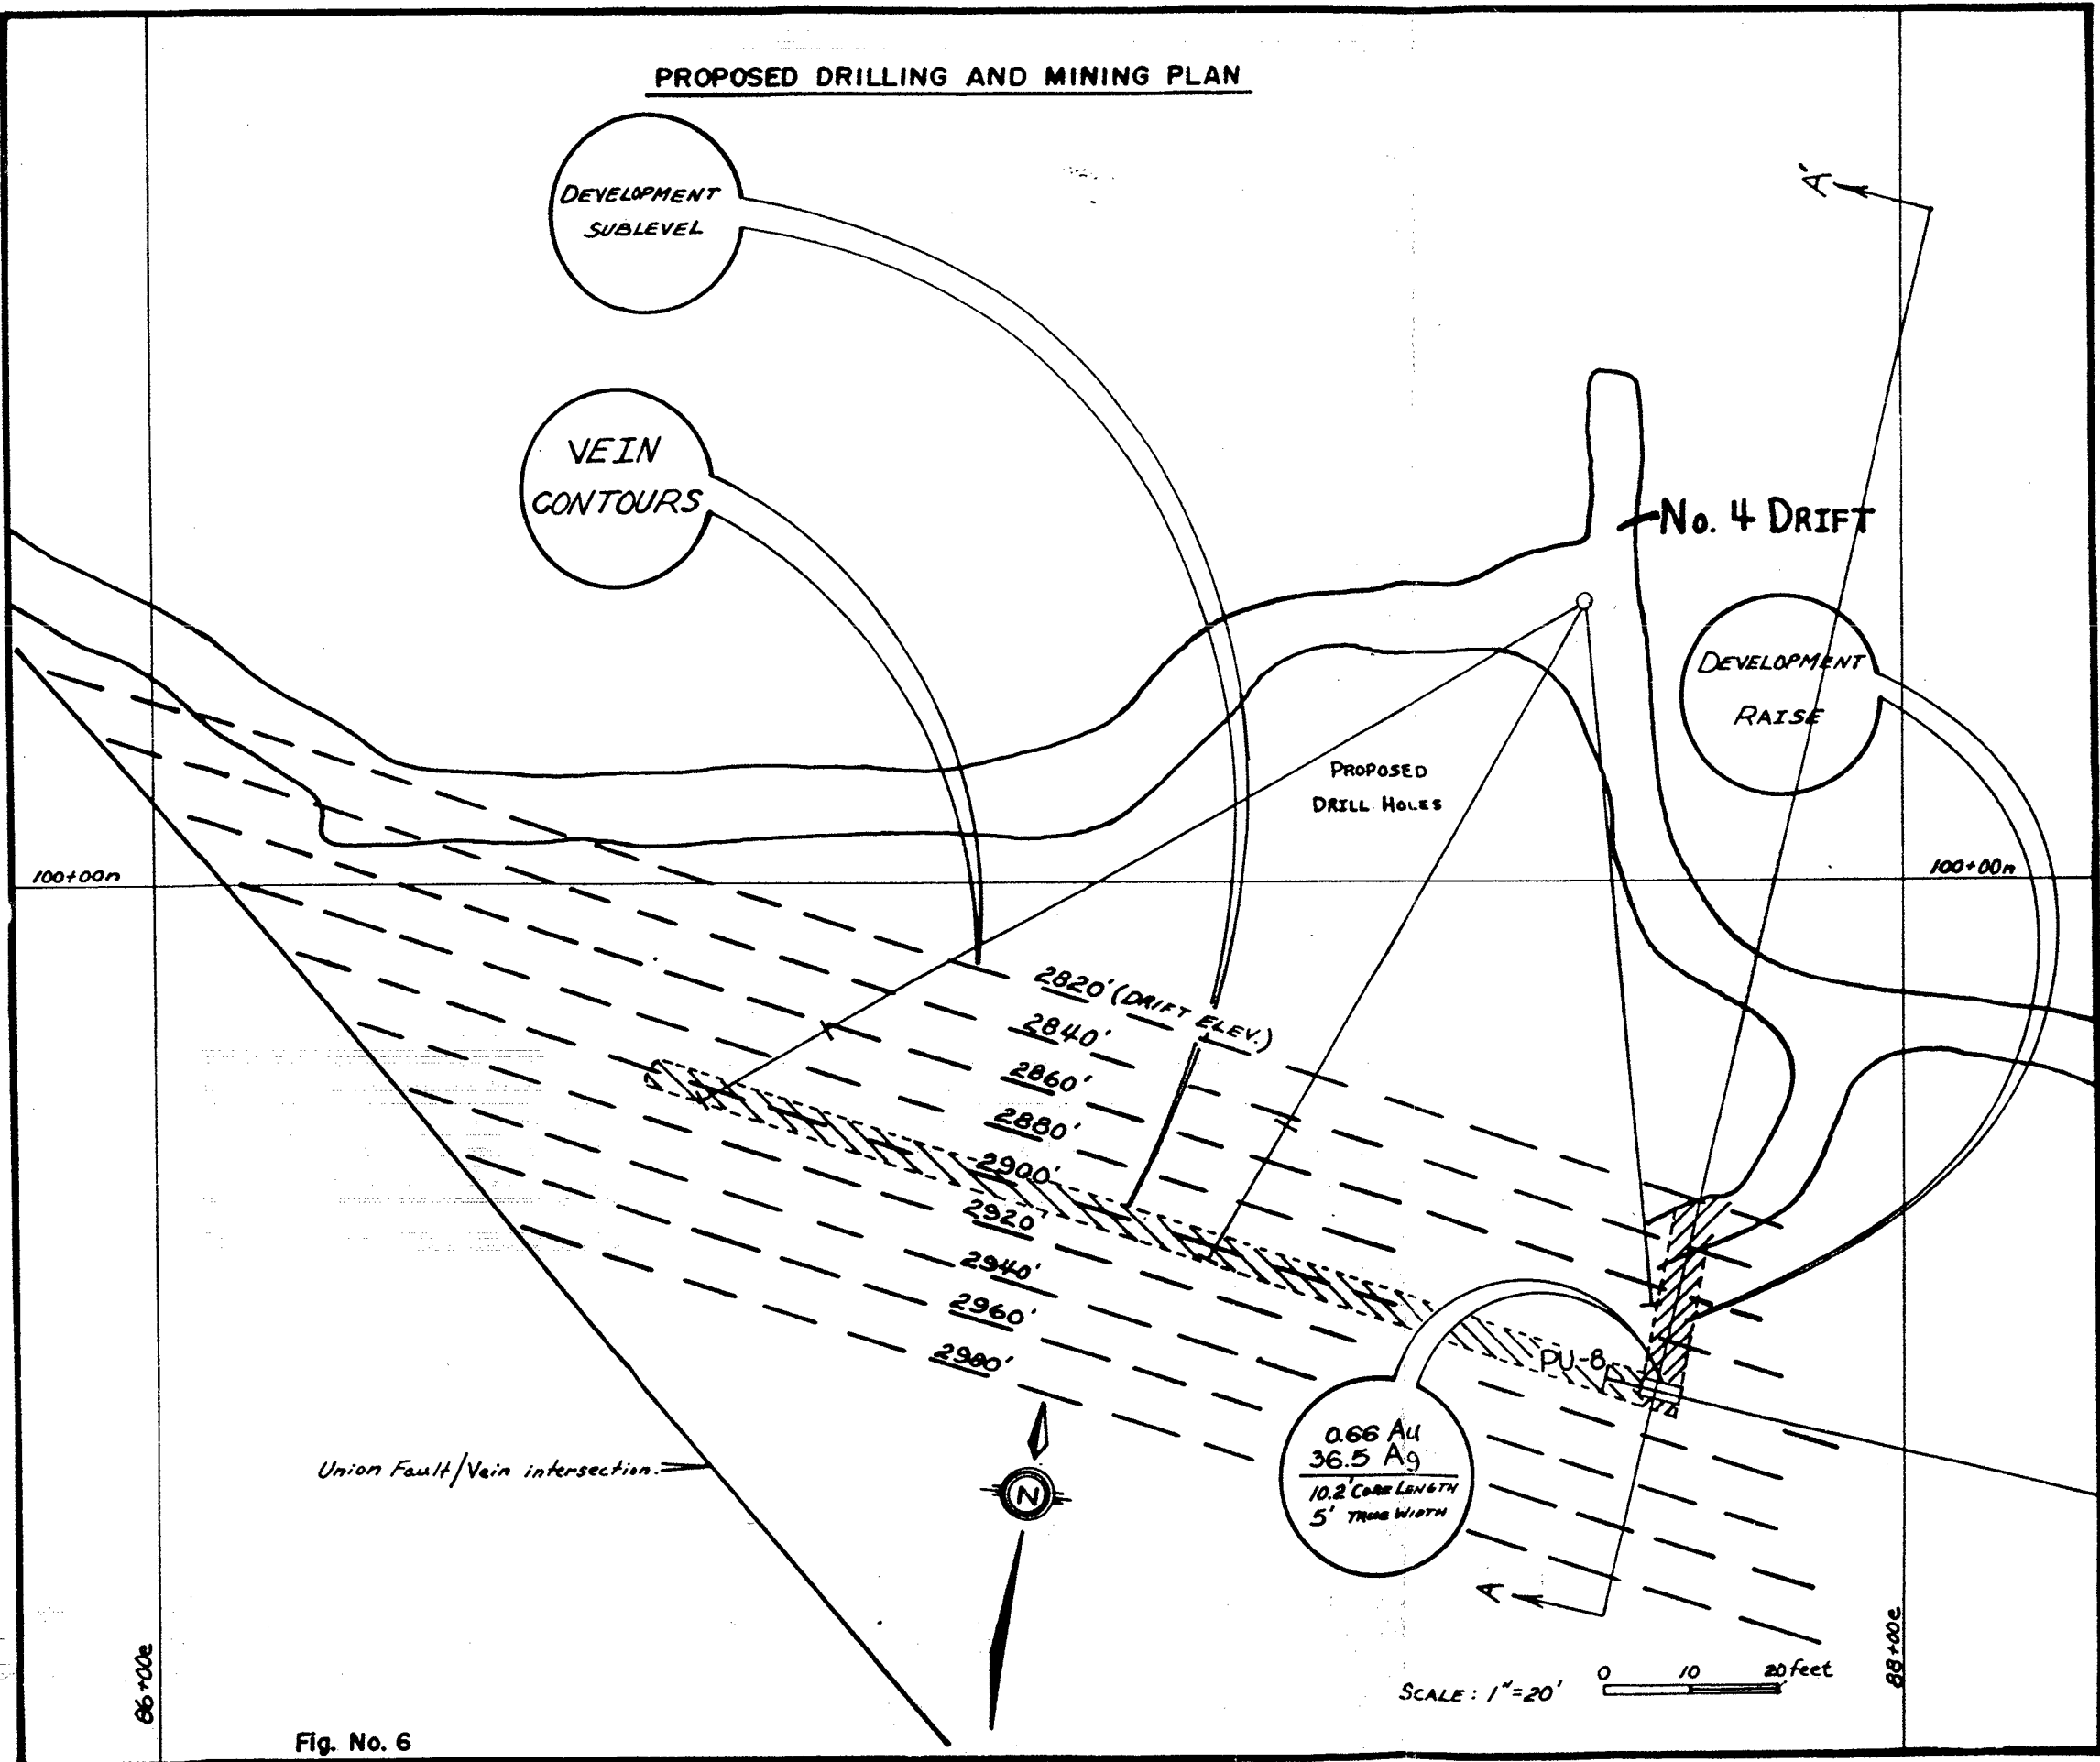 PROPOSED DRILLING AND MINING PLAN
DEVELOPMENT
SUBLEVEL
A'
VEIN
CONTOURS
No. 4 DRIFT
DEVELOPMENT
RAISE
PROPOSED
DRILL HOLES
100+00n
100+00n
2820' (DRIFT ELEV.)
2840'
2860'
2880'
2900'
2920'
2940'
2960'
2980'
PU-8
0.66 Au
36.5 Ag
10.2' CORE LENGTH
5' TRUE WIDTH
Union Fault/Vein intersection.
N
A
86+00e
88+00e
SCALE: 1"=20'
0 10 20 feet
Fig. No. 6